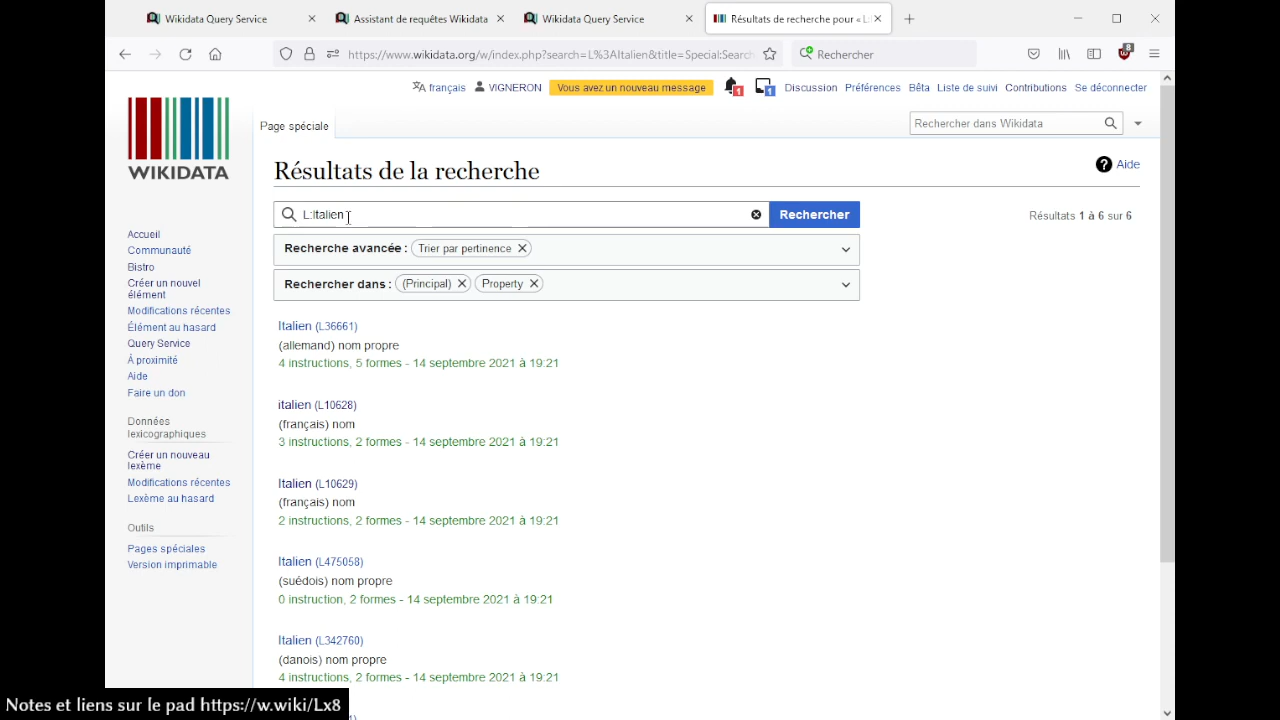 Wikidata Query Service
Assistant de requêtes Wikidata
Wikidata Query Service
Résultats de recherche pour « L:
https://www.wikidata.org/w/index.php?search=L%3AItalien&title=Special:Search
Rechercher
8
français
VIGNERON
Vous avez un nouveau message
1
1
Discussion
Préférences
Bêta
Liste de suivi
Contributions
Se déconnecter
WIKIDATA
Page spéciale
Rechercher dans Wikidata
Résultats de la recherche
Aide
L:Italien
Rechercher
Résultats 1 à 6 sur 6
Recherche avancée : Trier par pertinence
Rechercher dans : (Principal) Property
Accueil
Communauté
Bistro
Créer un nouvel
élément
Modifications récentes
Élément au hasard
Query Service
À proximité
Aide
Faire un don
Données
lexicographiques
Créer un nouveau
lexème
Modifications récentes
Lexème au hasard
Outils
Pages spéciales
Version imprimable
Italien (L36661)
(allemand) nom propre
4 instructions, 5 formes - 14 septembre 2021 à 19:21
italien (L10628)
(français) nom
3 instructions, 2 formes - 14 septembre 2021 à 19:21
Italien (L10629)
(français) nom
2 instructions, 2 formes - 14 septembre 2021 à 19:21
Italien (L475058)
(suédois) nom propre
0 instruction, 2 formes - 14 septembre 2021 à 19:21
Italien (L342760)
(danois) nom propre
4 instructions, 2 formes - 14 septembre 2021 à 19:21
Notes et liens sur le pad https://w.wiki/Lx8